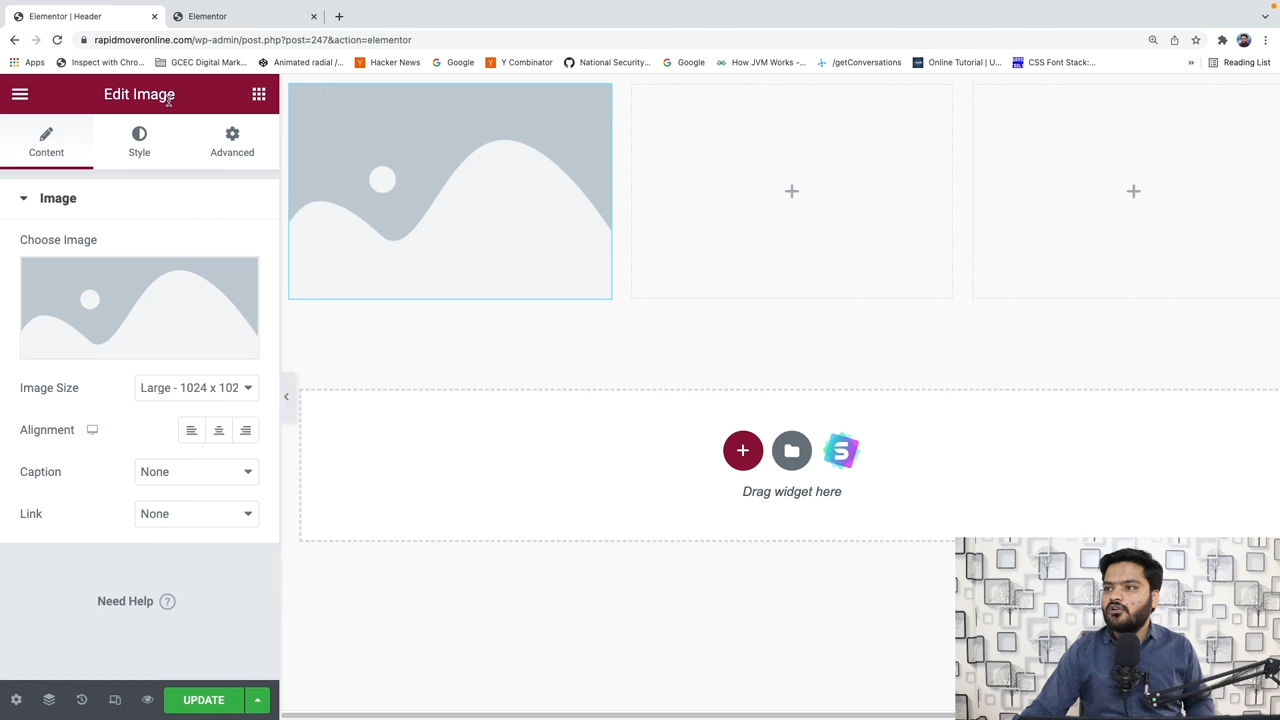 Elementor | Header
Elementor
rapidmoveronline.com/wp-admin/post.php?post=247&action=elementor
Apps
Inspect with Chro...
GCEC Digital Mark...
Animated radial /...
Hacker News
Google
Y Combinator
National Security...
Google
How JVM Works -...
/getConversations
Online Tutorial | U...
CSS Font Stack:...
»
Reading List
Edit Image
Content
Style
Advanced
Image
Choose Image
Image Size
Large - 1024 x 102
Alignment
Caption
None
Link
None
Need Help ?
UPDATE
Drag widget here